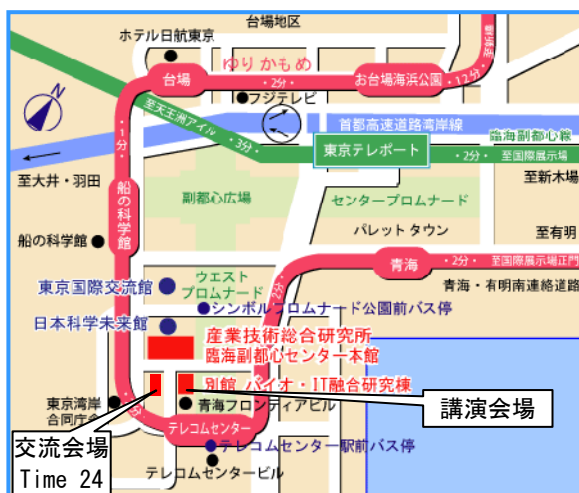 台場地区
ホテル日航東京
ゆりかもめ
台場
・2分・
お台場海浜公園
・12分・
至新橋
フジテレビ
N
至天王洲アイル
・3分・
首都高速道路湾岸線
臨海副都心線
東京テレポート
・2分・
至国際展示場
・1分・
至大井・羽田
至新木場
船の科学館
副都心広場
センタープロムナード
パレットタウン
至有明
船の科学館
青海
・2分・
至国際展示場正門
ウエスト
プロムナード
青海・有明南連絡道路
東京国際交流館
2分・
シンボルプロムナード公園前バス停
日本科学未来館
産業技術総合研究所
臨海副都心センター本館
別館 バイオ・IT融合研究棟
講演会場
東京湾岸
合同庁舎
青海フロンティアビル
分・
テレコムセンター
交流会場
Time 24
テレコムセンター駅前バス停
テレコムセンタービル